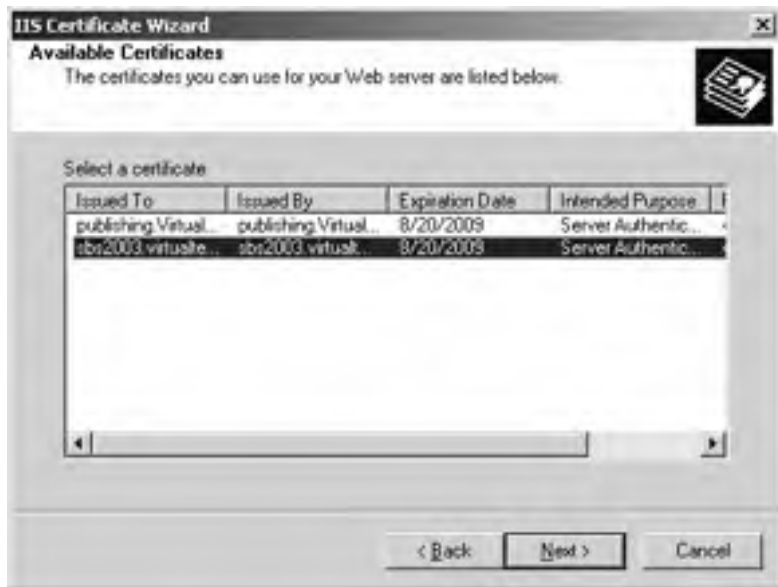 IIS Certificate Wizard
Available Certificates
The certificates you can use for your Web server are listed below.
Select a certificate
Issued To Issued By Expiration Date Intended Purpose
publishing.Virtual... publishing.Virtual... 8/20/2009 Server Authentic...
sbs2003.virtualte... sbs2003.virtualt... 8/20/2009 Server Authentic...
< Back Next > Cancel